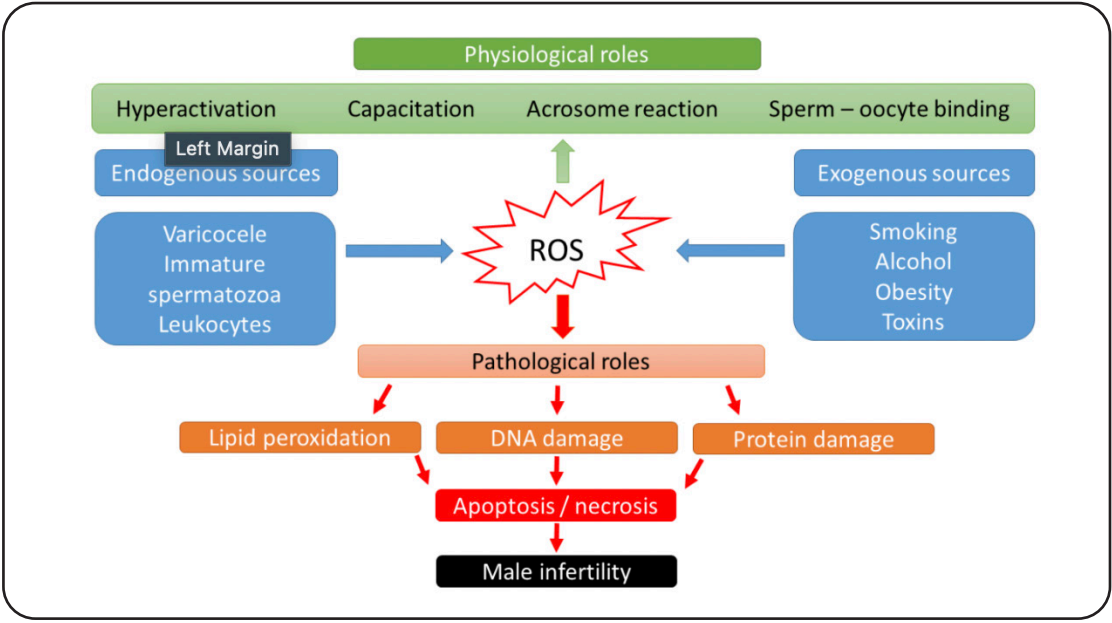 Physiological roles
Hyperactivation Capacitation Acrosome reaction Sperm – oocyte binding
Left Margin
Endogenous sources
Exogenous sources
Varicocele
Immature
spermatozoa
Leukocytes
ROS
Smoking
Alcohol
Obesity
Toxins
Pathological roles
Lipid peroxidation
DNA damage
Protein damage
Apoptosis / necrosis
Male infertility